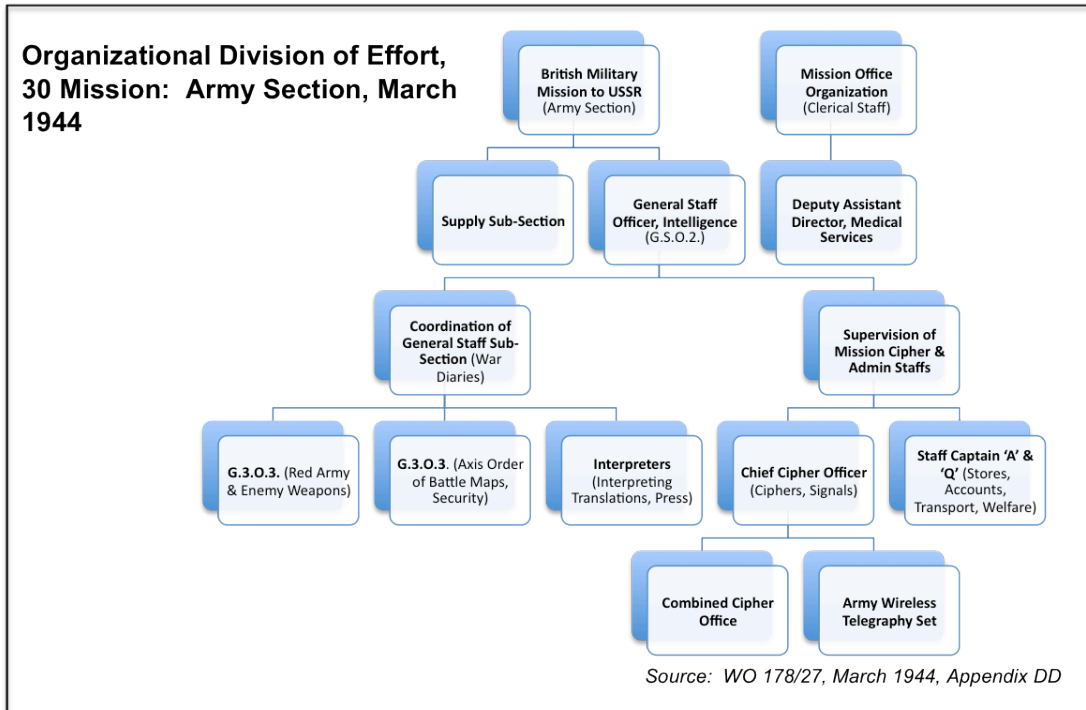 Organizational Division of Effort,
30 Mission:  Army Section, March
1944
British Military
Mission to USSR
(Army Section)
Mission Office
Organization
(Clerical Staff)
Supply Sub-Section
General Staff
Officer, Intelligence
(G.S.O.2.)
Deputy Assistant
Director, Medical
Services
Coordination of
General Staff Sub-
Section (War
Diaries)
Supervision of
Mission Cipher &
Admin Staffs
G.3.O.3. (Red Army
& Enemy Weapons)
G.3.O.3. (Axis Order
of Battle Maps,
Security)
Interpreters
(Interpreting
Translations, Press)
Chief Cipher Officer
(Ciphers, Signals)
Staff Captain ‘A’ &
‘Q’ (Stores,
Accounts,
Transport, Welfare)
Combined Cipher
Office
Army Wireless
Telegraphy Set
Source:  WO 178/27, March 1944, Appendix DD